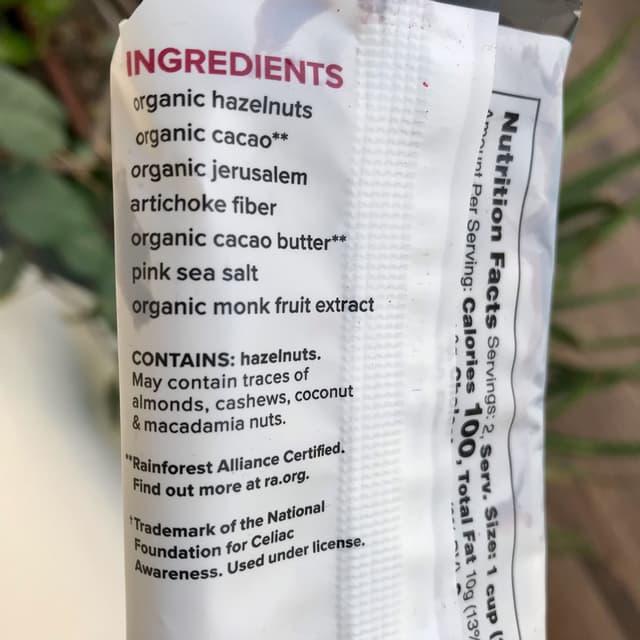 INGREDIENTS
organic hazelnuts
organic cacao**
organic jerusalem
artichoke fiber
organic cacao butter**
pink sea salt
organic monk fruit extract
CONTAINS: hazelnuts.
May contain traces of
almonds, cashews, coconut
& macadamia nuts.
**Rainforest Alliance Certified.
Find out more at ra.org.
†Trademark of the National
Foundation for Celiac
Awareness. Used under license.
Nutrition Facts Servings: 2, Serv. Size: 1 cup (
Amount Per Serving: Calories 100, Total Fat 10g (13%